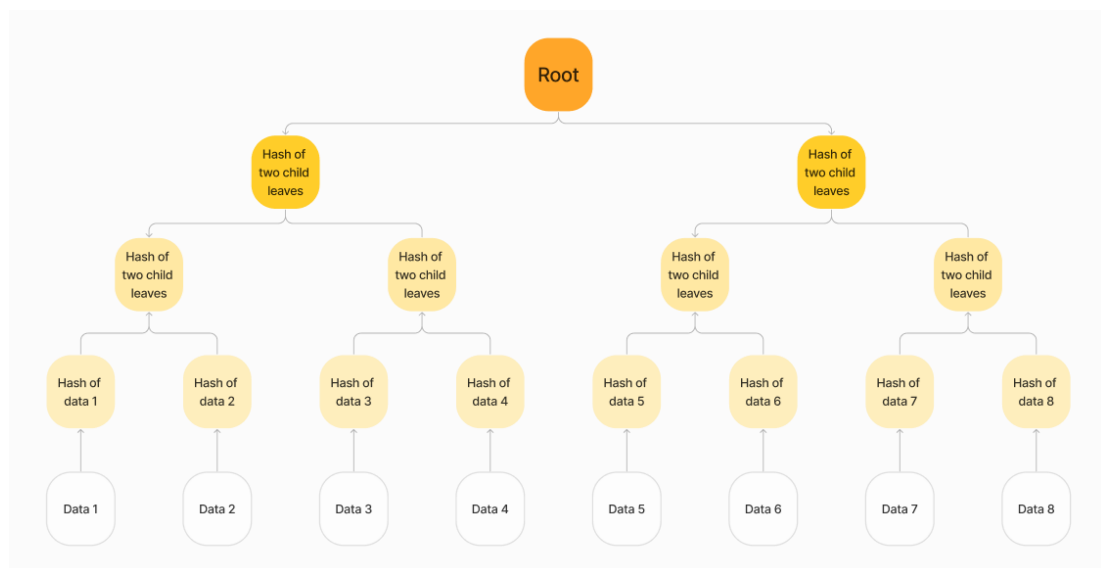 Root
Hash of
two child
leaves
Hash of
two child
leaves
Hash of
two child
leaves
Hash of
two child
leaves
Hash of
two child
leaves
Hash of
two child
leaves
Hash of
data 1
Hash of
data 2
Hash of
data 3
Hash of
data 4
Hash of
data 5
Hash of
data 6
Hash of
data 7
Hash of
data 8
Data 1
Data 2
Data 3
Data 4
Data 5
Data 6
Data 7
Data 8